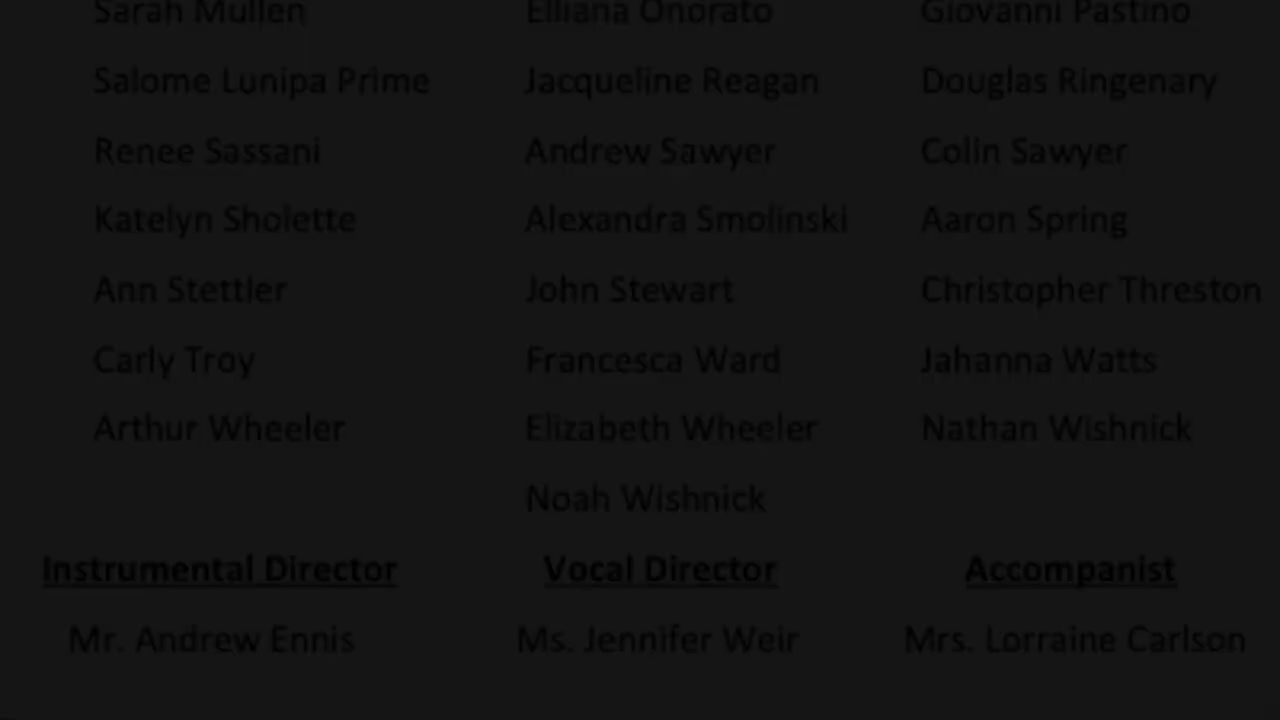 Sarah Mullen Elliana Onorato Giovanni Pastino
Salome Lunipa Prime Jacqueline Reagan Douglas Ringenary
Renee Sassani Andrew Sawyer Colin Sawyer
Katelyn Sholette Alexandra Smolinski Aaron Spring
Ann Stettler John Stewart Christopher Threston
Carly Troy Francesca Ward Jahanna Watts
Arthur Wheeler Elizabeth Wheeler Nathan Wishnick
Noah Wishnick
Instrumental Director Vocal Director Accompanist
Mr. Andrew Ennis Ms. Jennifer Weir Mrs. Lorraine Carlson